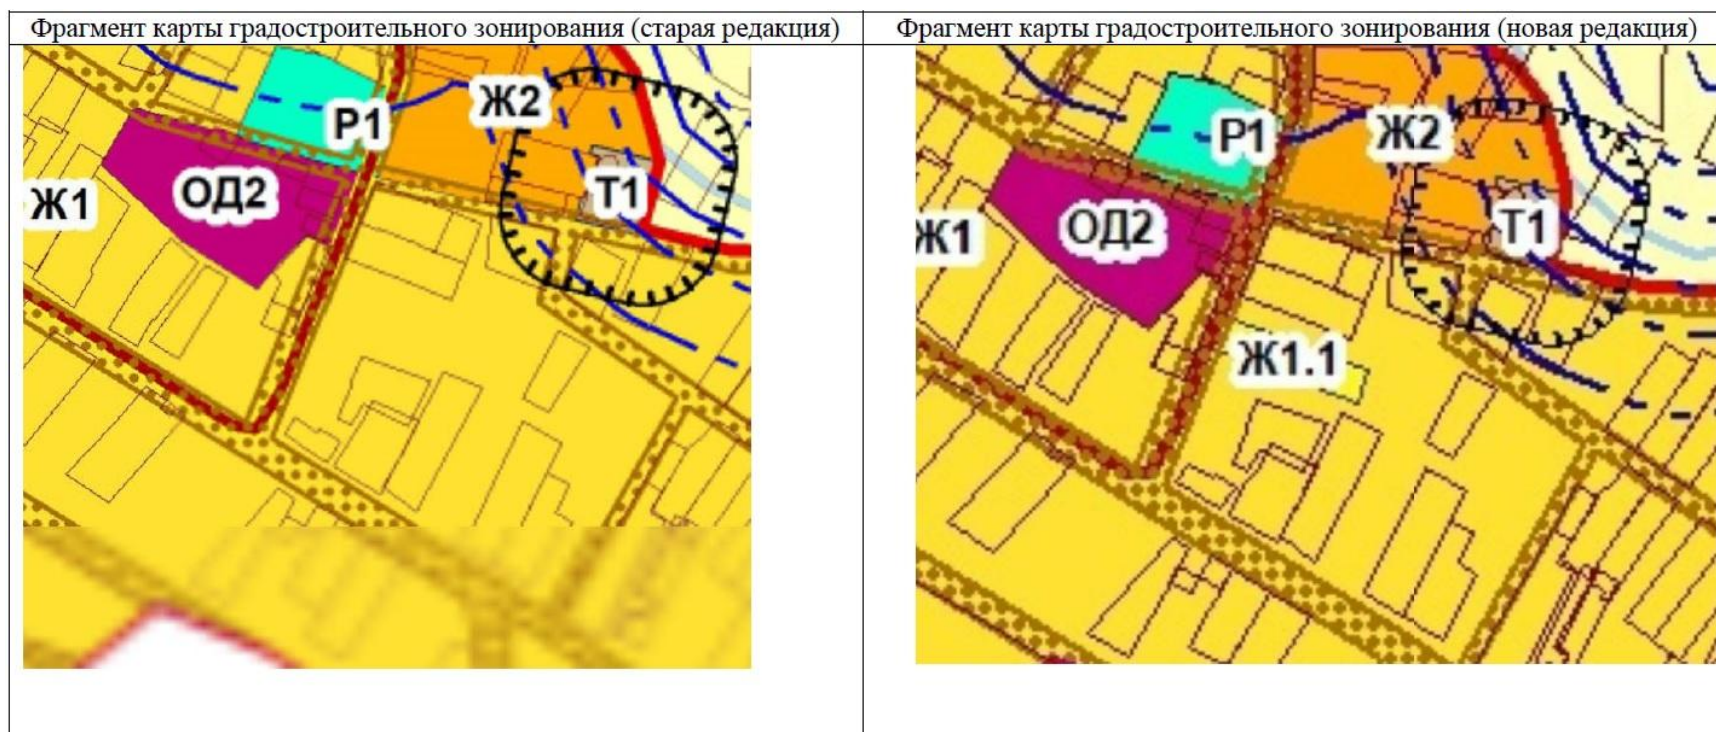 Фрагмент карты градостроительного зонирования (старая редакция)
Фрагмент карты градостроительного зонирования (новая редакция)
Ж2
Р1
ОД2
Т1
Ж1
Ж2
Р1
ОД2
Т1
Ж1
Ж1.1